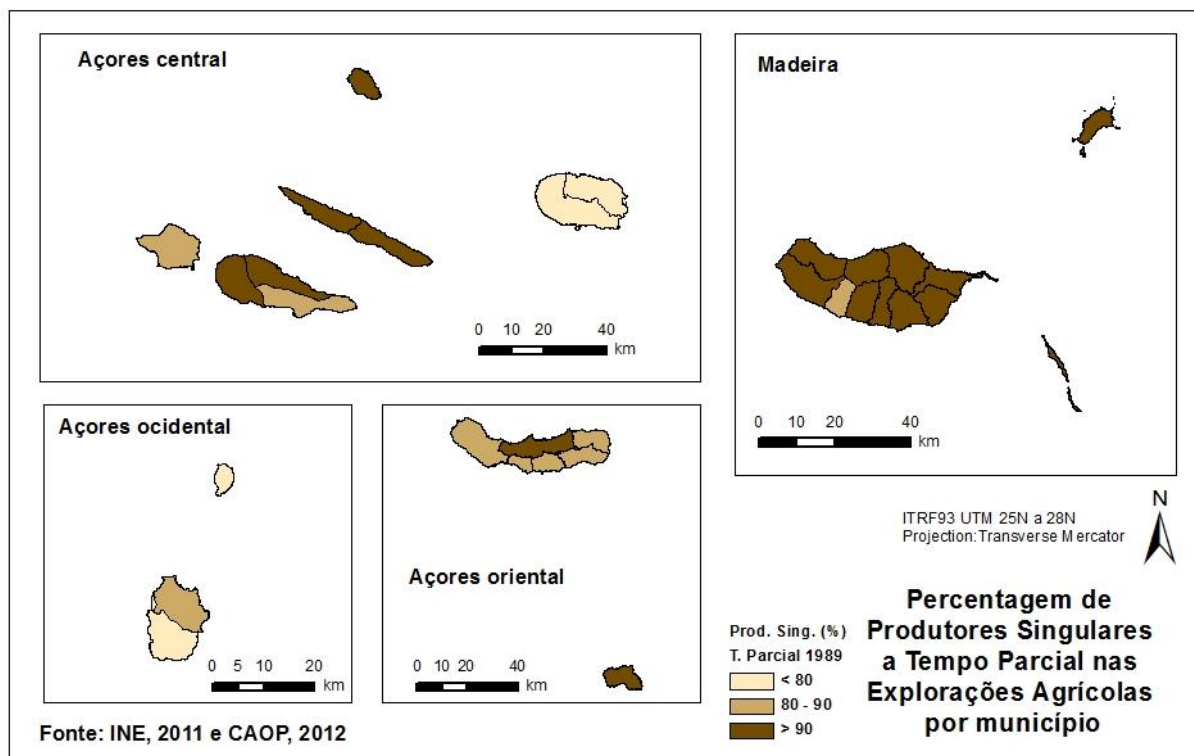 Açores central
0 10 20 40
km
Madeira
0 10 20 40
km
Açores ocidental
0 5 10 20
km
Açores oriental
0 10 20 40
km
N
ITRF93 UTM 25N a 28N
Projection:Transverse Mercator
Percentagem de
Produtores Singulares
a Tempo Parcial nas
Explorações Agrícolas
por município
Prod. Sing. (%)
T. Parcial 1989
< 80
80 - 90
> 90
Fonte: INE, 2011 e CAOP, 2012